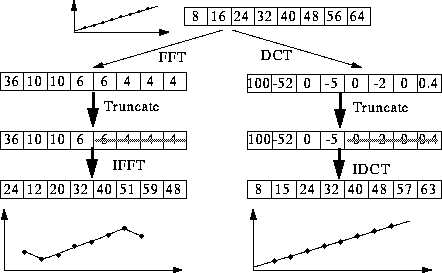 8 16 24 32 40 48 56 64
FFT DCT
36 10 10 6 6 4 4 4
100 -52 0 -5 0 -2 0 0.4
Truncate Truncate
36 10 10 6 4 4 4
100 -52 0 -5 0 -2 0 0.4
IFFT IDCT
24 12 20 32 40 51 59 48
8 15 24 32 40 48 57 63